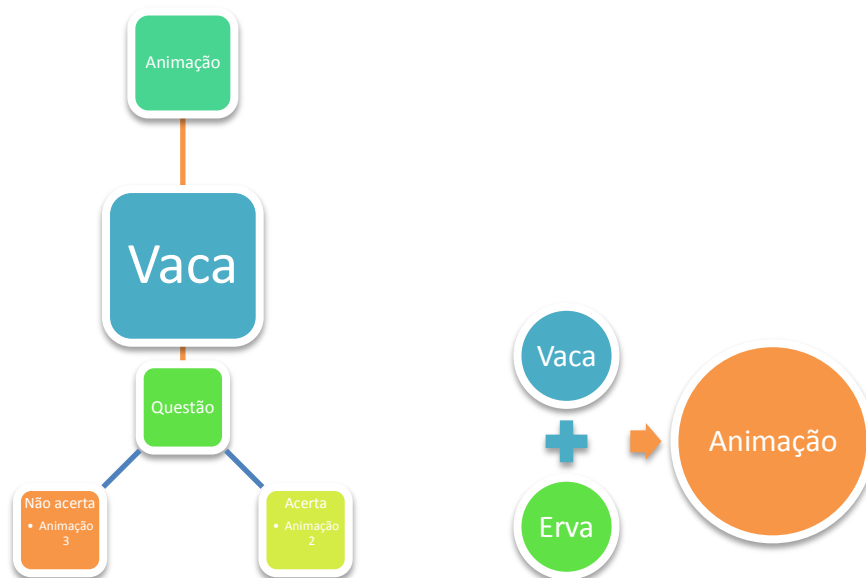 Animação
Vaca
Questão
Não acerta
• Animação
3
Acerta
• Animação
2
Vaca
Erva
Animação